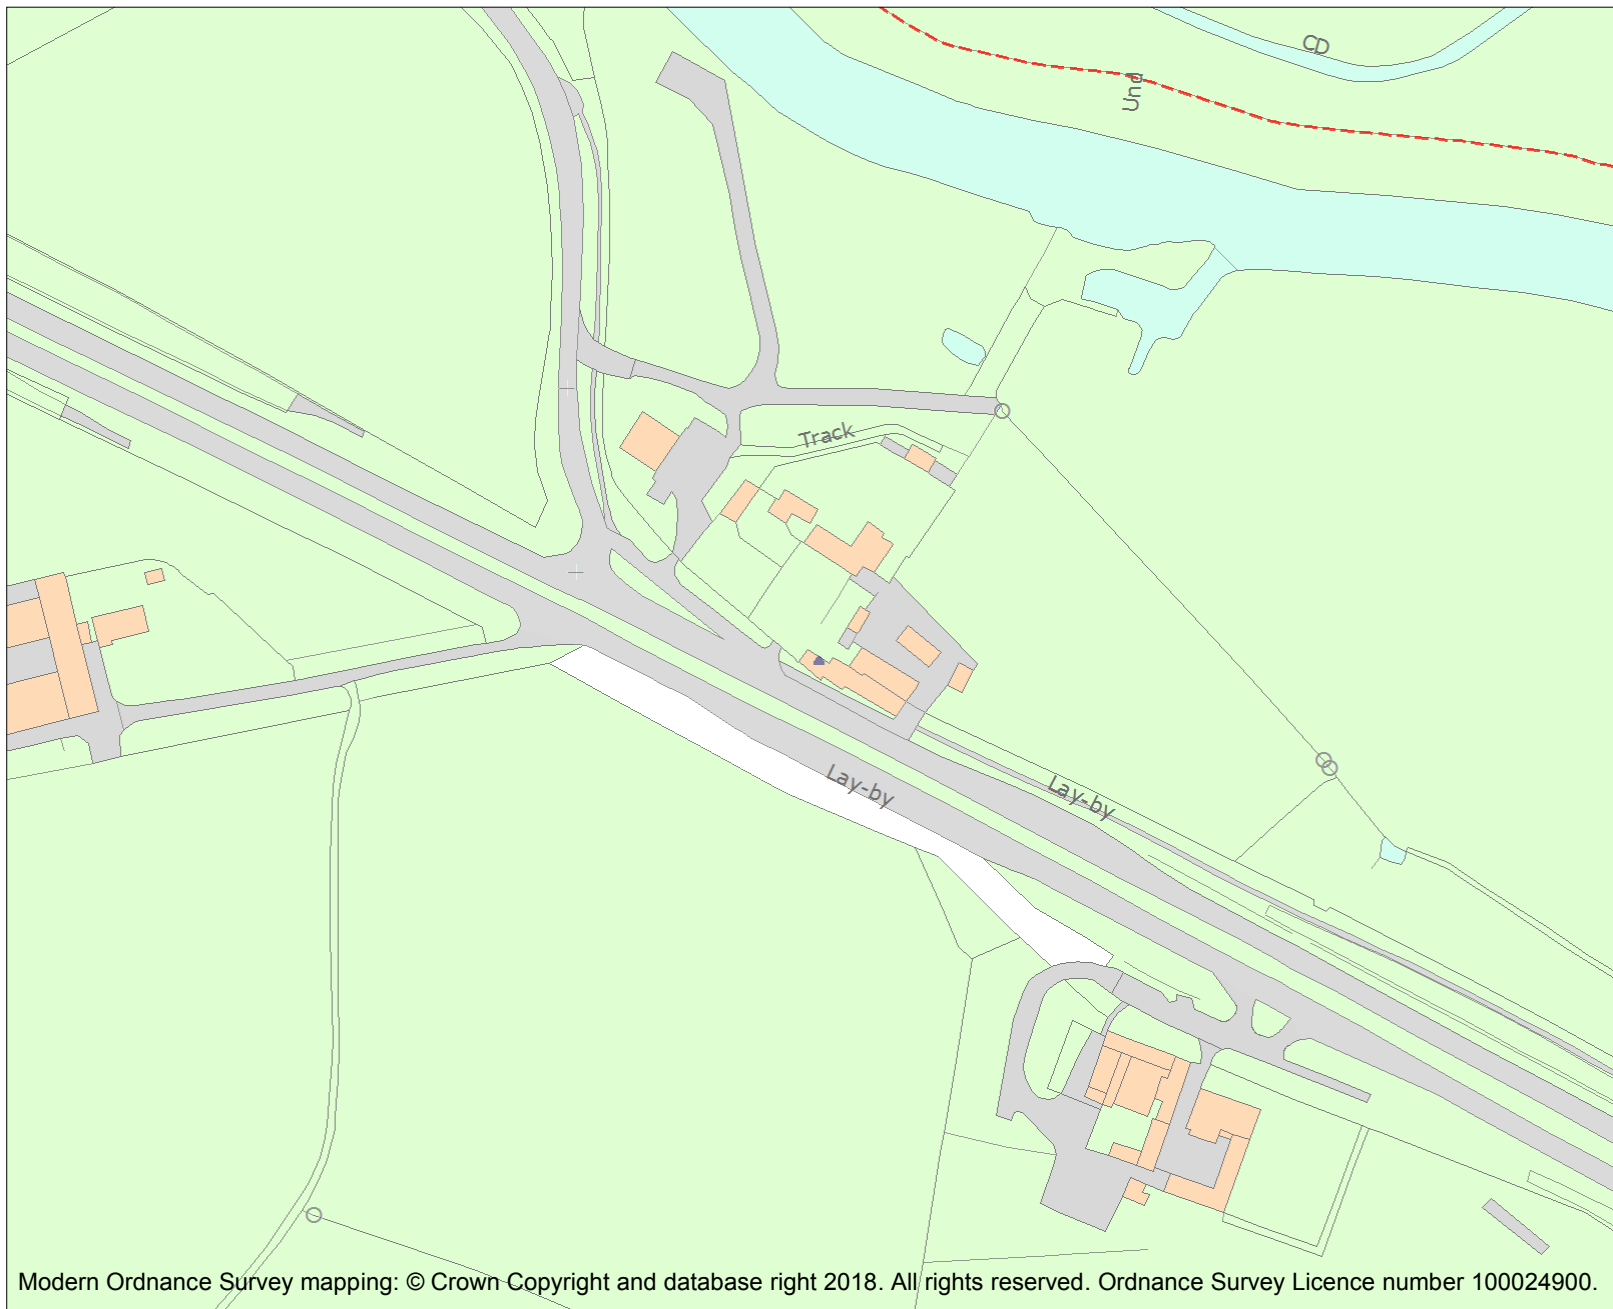 CD
Und
Track
Lay-by
Lay-by
Modern Ordnance Survey mapping: © Crown Copyright and database right 2018. All rights reserved. Ordnance Survey Licence number 100024900.